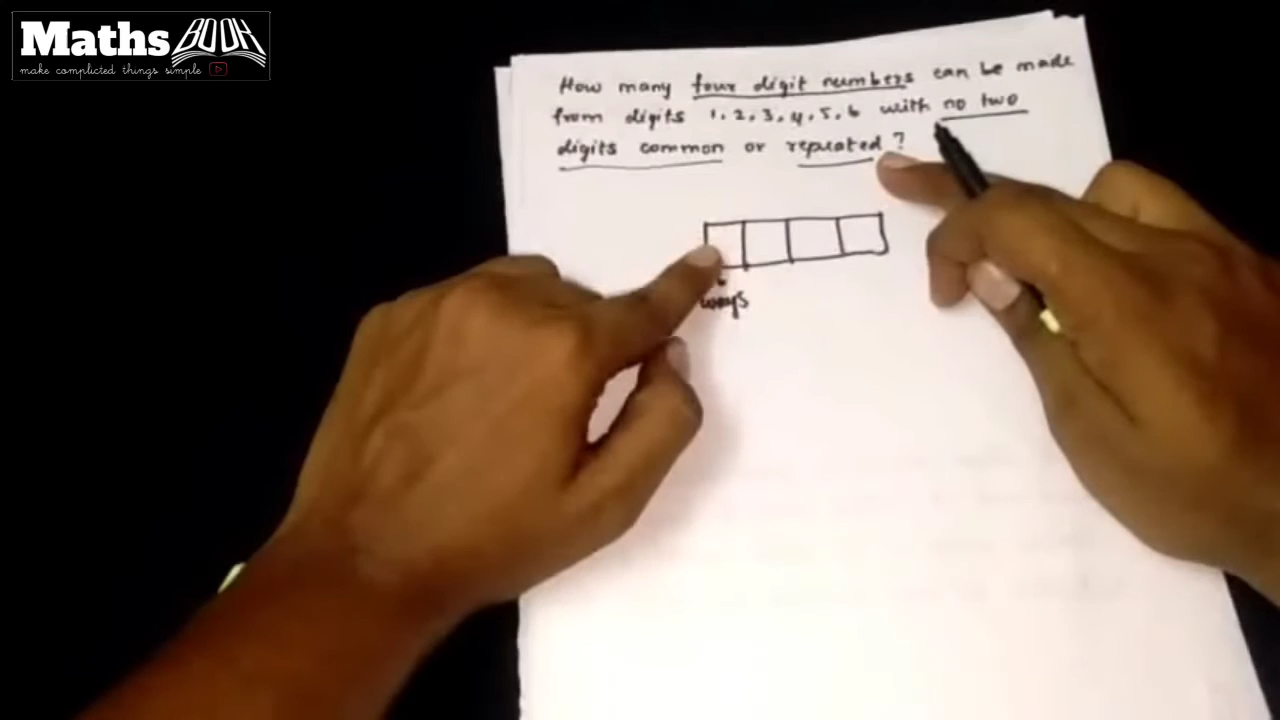 Maths BOOK
make complicted things simple
How many four digit numbers can be made
from digits 1, 2, 3, 4, 5, 6 with no two
digits common or repeated ?
ways